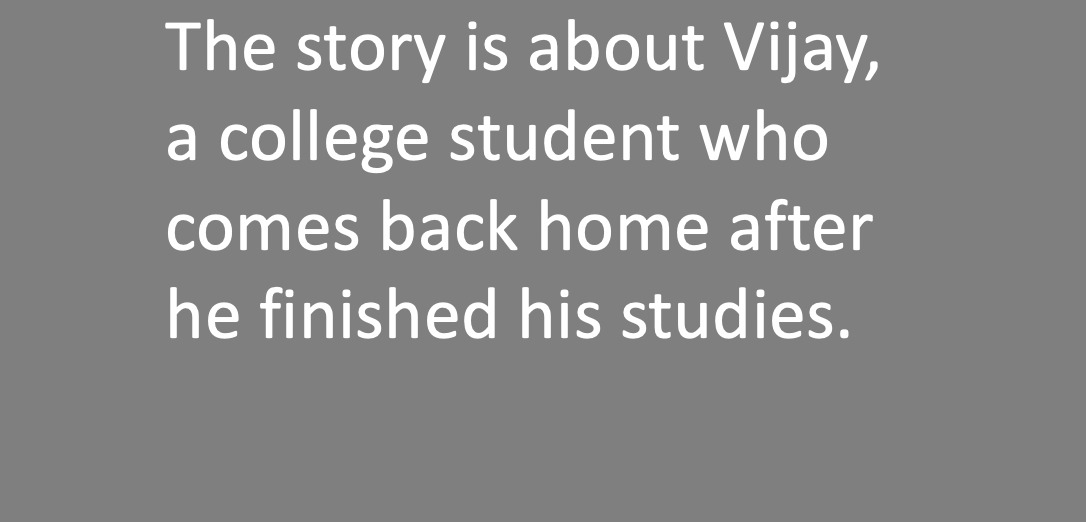 The story is about Vijay,
a college student who
comes back home after
he finished his studies.